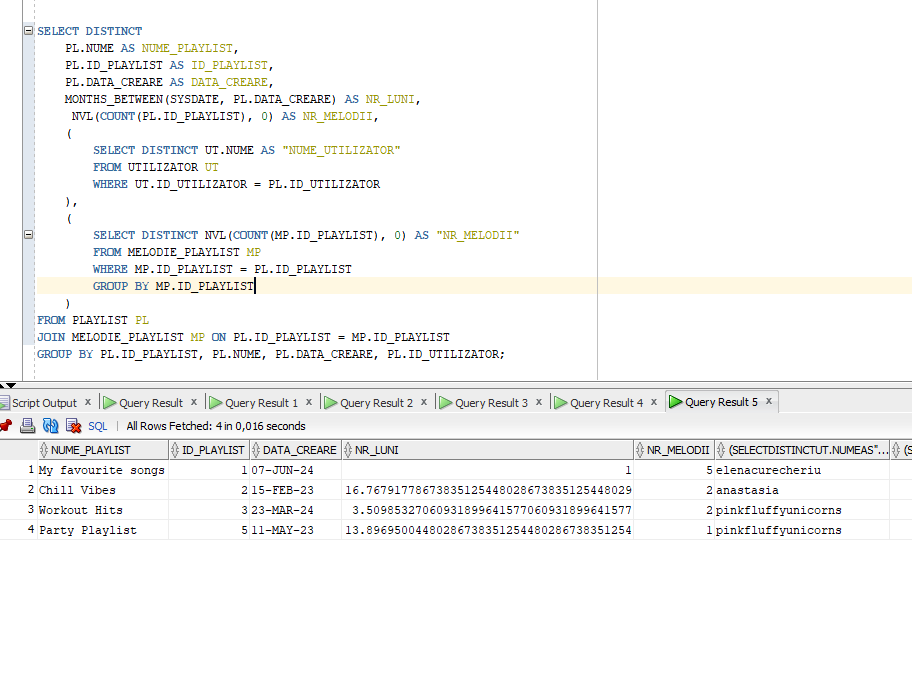 SELECT DISTINCT
PL.NUME AS NUME_PLAYLIST,
PL.ID_PLAYLIST AS ID_PLAYLIST,
PL.DATA_CREARE AS DATA_CREARE,
MONTHS_BETWEEN(SYSDATE, PL.DATA_CREARE) AS NR_LUNI,
NVL(COUNT(PL.ID_PLAYLIST), 0) AS NR_MELODII,
(
SELECT DISTINCT UT.NUME AS "NUME_UTILIZATOR"
FROM UTILIZATOR UT
WHERE UT.ID_UTILIZATOR = PL.ID_UTILIZATOR
),
(
SELECT DISTINCT NVL(COUNT(MP.ID_PLAYLIST), 0) AS "NR_MELODII"
FROM MELODIE_PLAYLIST MP
WHERE MP.ID_PLAYLIST = PL.ID_PLAYLIST
GROUP BY MP.ID_PLAYLIST
)
FROM PLAYLIST PL
JOIN MELODIE_PLAYLIST MP ON PL.ID_PLAYLIST = MP.ID_PLAYLIST
GROUP BY PL.ID_PLAYLIST, PL.NUME, PL.DATA_CREARE, PL.ID_UTILIZATOR;
Script Output x Query Result x Query Result 1 x Query Result 2 x Query Result 3 x Query Result 4 x Query Result 5 x
SQL | All Rows Fetched: 4 in 0,016 seconds
NUME_PLAYLIST ID_PLAYLIST DATA_CREARE NR_LUNI NR_MELODII (SELECTDISTINCTUT.NUMEAS"... (S
1 My favourite songs 1 07-JUN-24 1 5 elenacurecheriu
2 Chill Vibes 2 15-FEB-23 16.7679177867383512544802867383512544 8029 2 anastasia
3 Workout Hits 3 23-MAR-24 3.50985327060931899641577060931899641577 2 pinkfluffyunicorns
4 Party Playlist 5 11-MAY-23 13.8969500448028673835125448028673835 1254 1 pinkfluffyunicorns